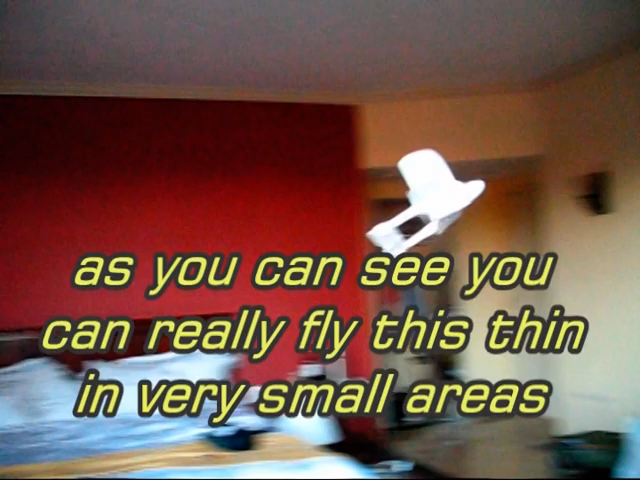 as you can see you
can really fly this thin
in very small areas